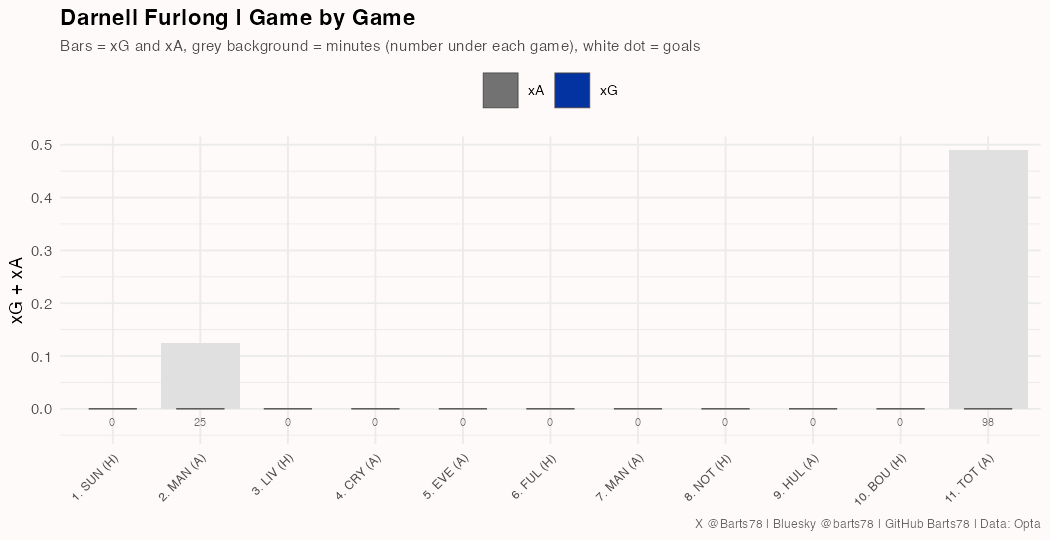 Darnell Furlong | Game by Game
Bars = xG and xA, grey background = minutes (number under each game), white dot = goals
xA xG
xG + xA
0.5
0.4
0.3
0.2
0.1
0.0
0 25 0 0 0 0 0 0 0 0 98
1. SUN (H) 2. MAN (A) 3. LIV (H) 4. CRY (A) 5. EVE (A) 6. FUL (H) 7. MAN (A) 8. NOT (H) 9. HUL (A) 10. BOU (H) 11. TOT (A)
X @Barts78 | Bluesky @barts78 | GitHub Barts78 | Data: Opta